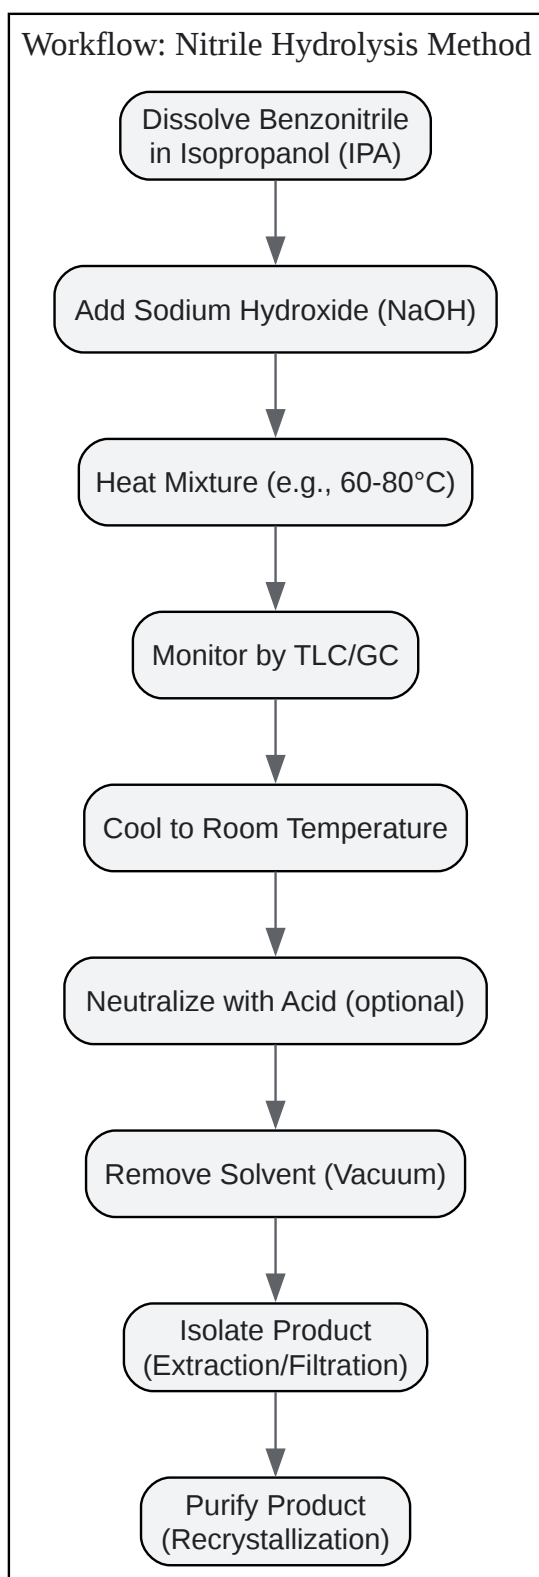 Workflow: Nitrile Hydrolysis Method
Dissolve Benzonitrile
in Isopropanol (IPA)
Add Sodium Hydroxide (NaOH)
Heat Mixture (e.g., 60-80°C)
Monitor by TLC/GC
Cool to Room Temperature
Neutralize with Acid (optional)
Remove Solvent (Vacuum)
Isolate Product
(Extraction/Filtration)
Purify Product
(Recrystallization)